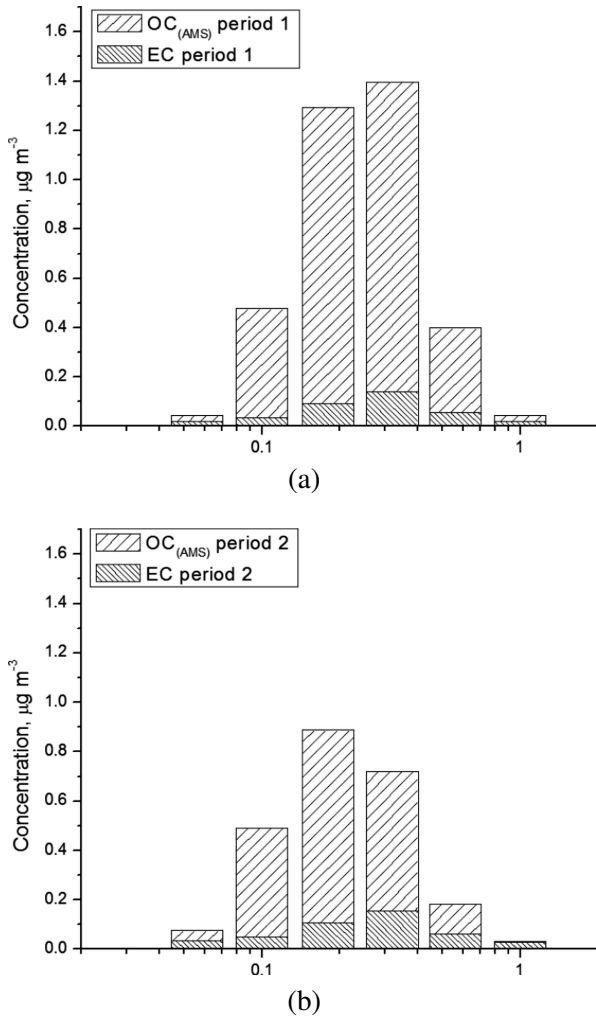 OC(AMS) period 1
EC period 1
Concentration, μg m⁻³
1.6
1.4
1.2
1.0
0.8
0.6
0.4
0.2
0.0
0.1
1
(a)
OC(AMS) period 2
EC period 2
Concentration, μg m⁻³
1.6
1.4
1.2
1.0
0.8
0.6
0.4
0.2
0.0
0.1
1
(b)